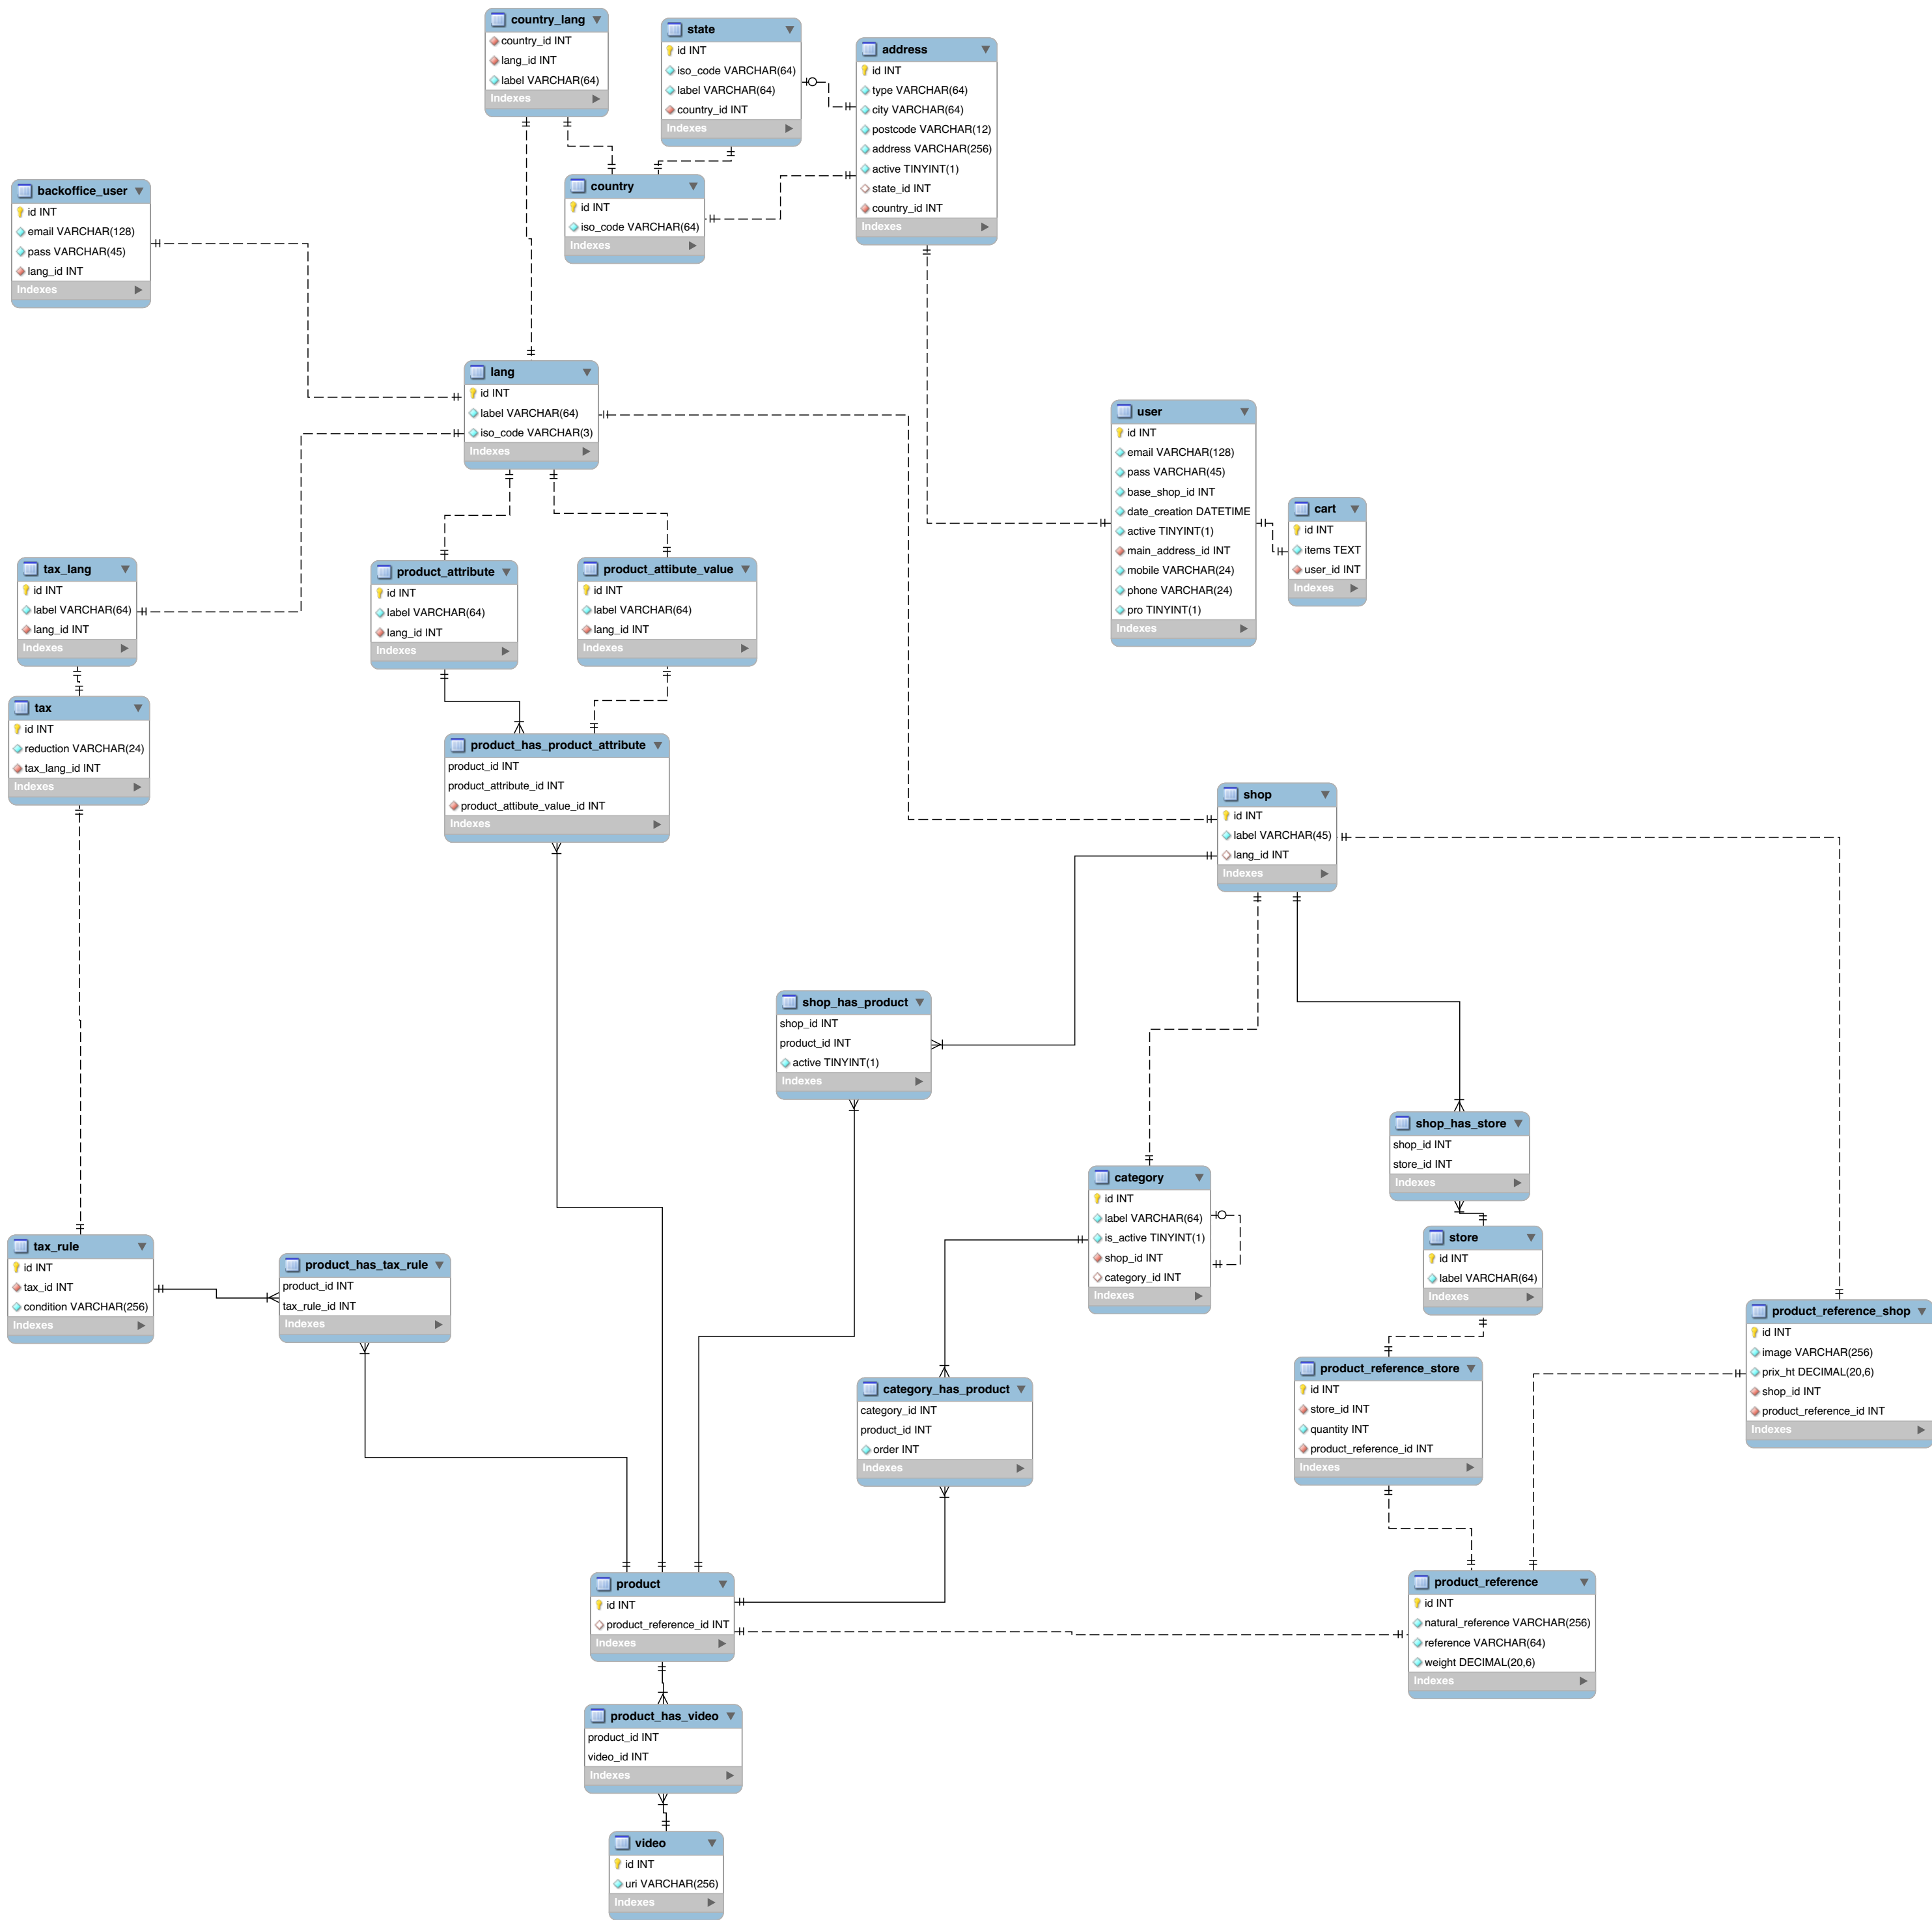 country_lang
country_id INT
lang_id INT
label VARCHAR(64)
Indexes
state
id INT
iso_code VARCHAR(64)
label VARCHAR(64)
country_id INT
Indexes
address
id INT
type VARCHAR(64)
city VARCHAR(64)
postcode VARCHAR(12)
address VARCHAR(256)
active TINYINT(1)
state_id INT
country_id INT
Indexes
backoffice_user
id INT
email VARCHAR(128)
pass VARCHAR(45)
lang_id INT
Indexes
country
id INT
iso_code VARCHAR(64)
Indexes
lang
id INT
label VARCHAR(64)
iso_code VARCHAR(3)
Indexes
user
id INT
email VARCHAR(128)
pass VARCHAR(45)
base_shop_id INT
date_creation DATETIME
active TINYINT(1)
main_address_id INT
mobile VARCHAR(24)
phone VARCHAR(24)
pro TINYINT(1)
Indexes
cart
id INT
items TEXT
user_id INT
Indexes
tax_lang
id INT
label VARCHAR(64)
lang_id INT
Indexes
product_attribute
id INT
label VARCHAR(64)
lang_id INT
Indexes
product_attibute_value
id INT
label VARCHAR(64)
lang_id INT
Indexes
tax
id INT
reduction VARCHAR(24)
tax_lang_id INT
Indexes
product_has_product_attribute
product_id INT
product_attribute_id INT
product_attibute_value_id INT
Indexes
shop
id INT
label VARCHAR(45)
lang_id INT
Indexes
shop_has_product
shop_id INT
product_id INT
active TINYINT(1)
Indexes
shop_has_store
shop_id INT
store_id INT
Indexes
category
id INT
label VARCHAR(64)
is_active TINYINT(1)
shop_id INT
category_id INT
Indexes
store
id INT
label VARCHAR(64)
Indexes
tax_rule
id INT
tax_id INT
condition VARCHAR(256)
Indexes
product_has_tax_rule
product_id INT
tax_rule_id INT
Indexes
product_reference_shop
id INT
image VARCHAR(256)
prix_ht DECIMAL(20,6)
shop_id INT
product_reference_id INT
Indexes
product_reference_store
id INT
store_id INT
quantity INT
product_reference_id INT
Indexes
category_has_product
category_id INT
product_id INT
order INT
Indexes
product
id INT
product_reference_id INT
Indexes
product_reference
id INT
natural_reference VARCHAR(256)
reference VARCHAR(64)
weight DECIMAL(20,6)
Indexes
product_has_video
product_id INT
video_id INT
Indexes
video
id INT
uri VARCHAR(256)
Indexes